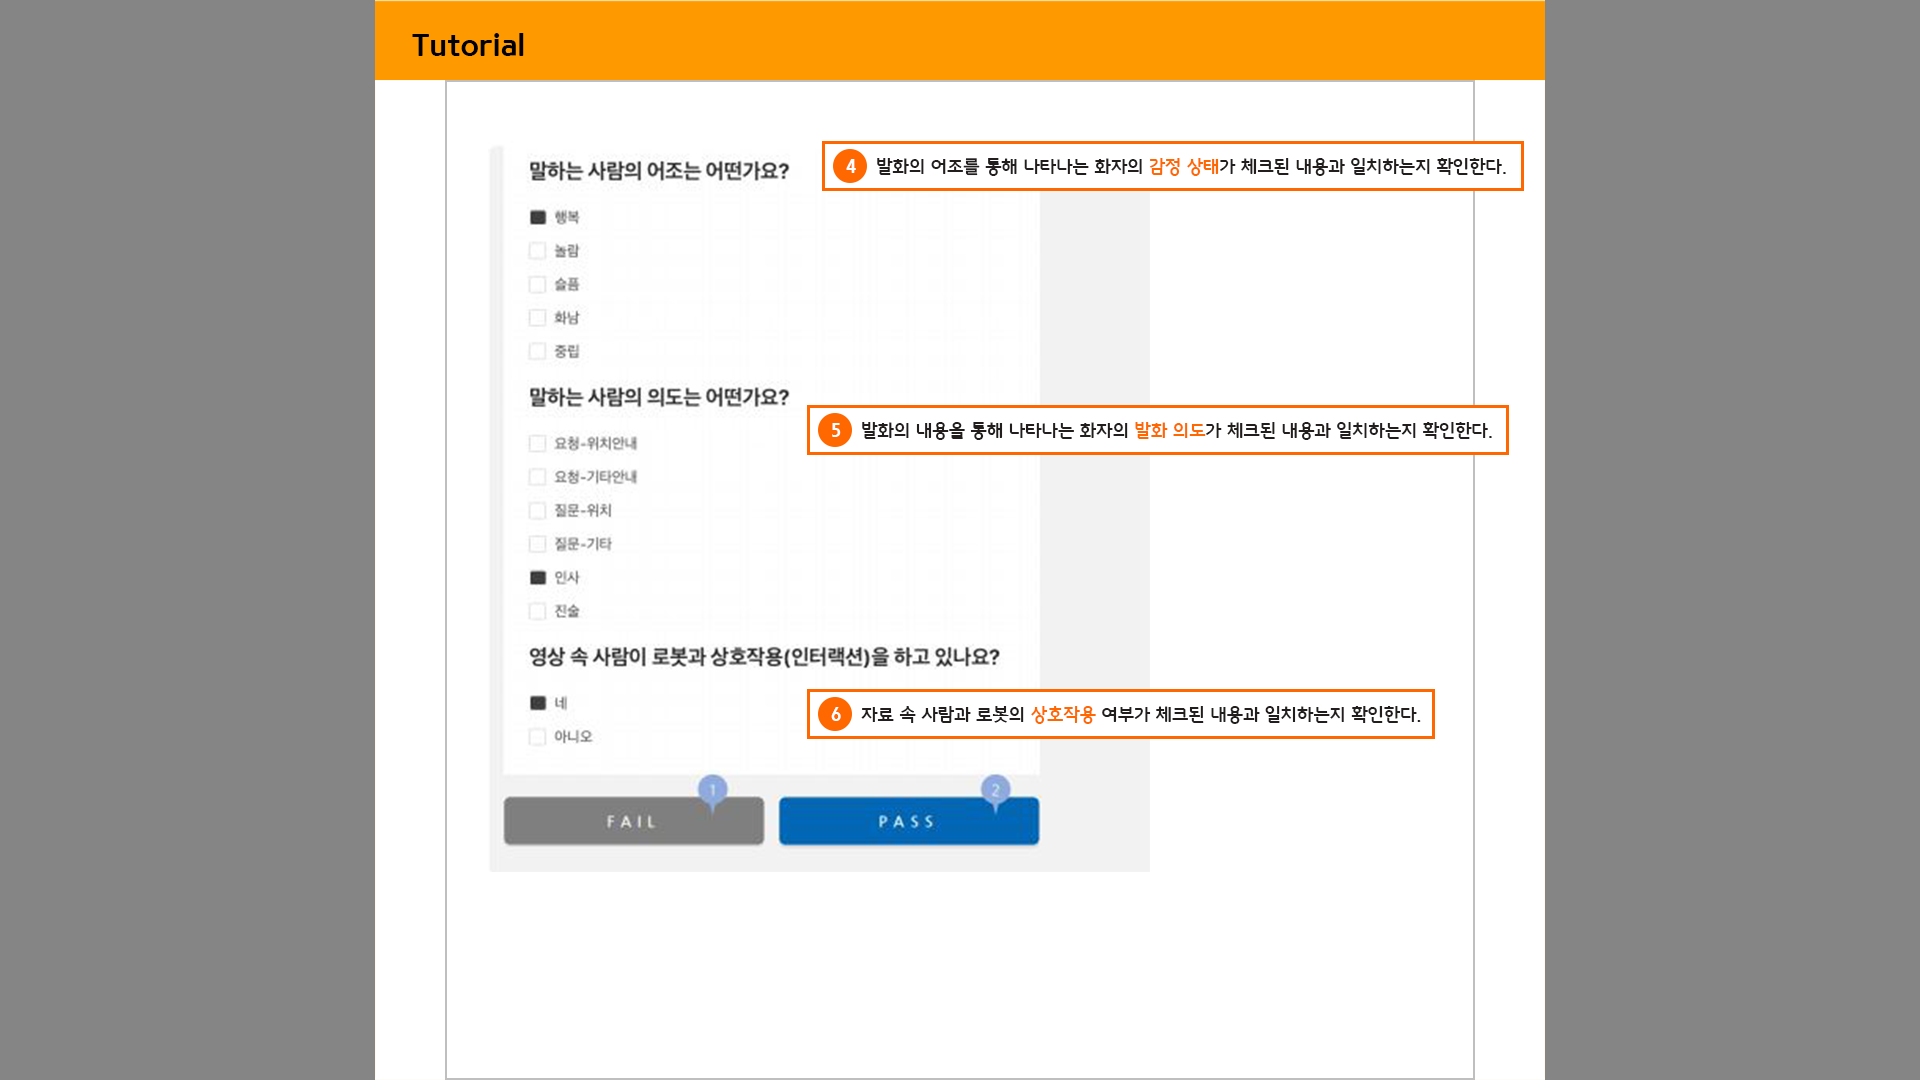 Tutorial
말하는 사람의 어조는 어떤가요?
4 발화의 어조를 통해 나타나는 화자의 감정 상태가 체크된 내용과 일치하는지 확인한다.
행복
놀람
슬픔
화남
중립
말하는 사람의 의도는 어떤가요?
5 발화의 내용을 통해 나타나는 화자의 발화 의도가 체크된 내용과 일치하는지 확인한다.
요청-위치안내
요청-기타안내
질문-위치
질문-기타
인사
진술
영상 속 사람이 로봇과 상호작용(인터랙션)을 하고 있나요?
네
6 자료 속 사람과 로봇의 상호작용 여부가 체크된 내용과 일치하는지 확인한다.
아니오
1
2
FAIL
PASS